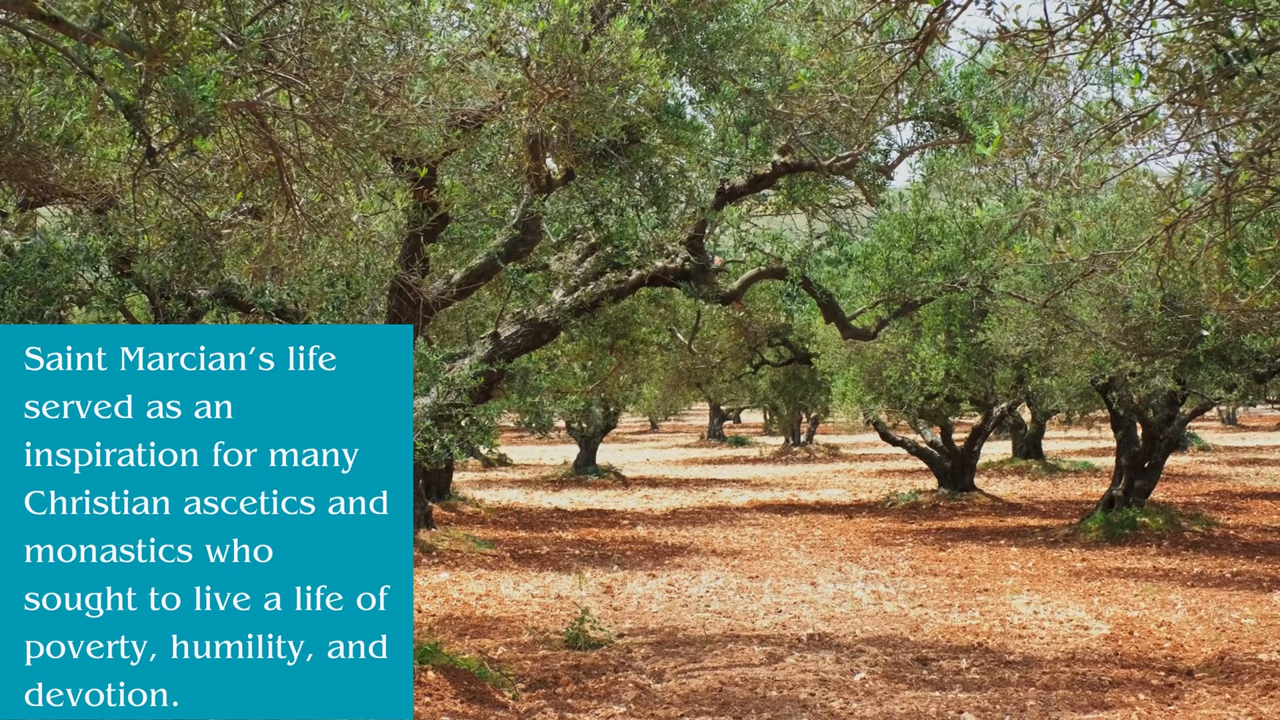 Saint Marcian’s life
served as an
inspiration for many
Christian ascetics and
monastics who
sought to live a life of
poverty, humility, and
devotion.